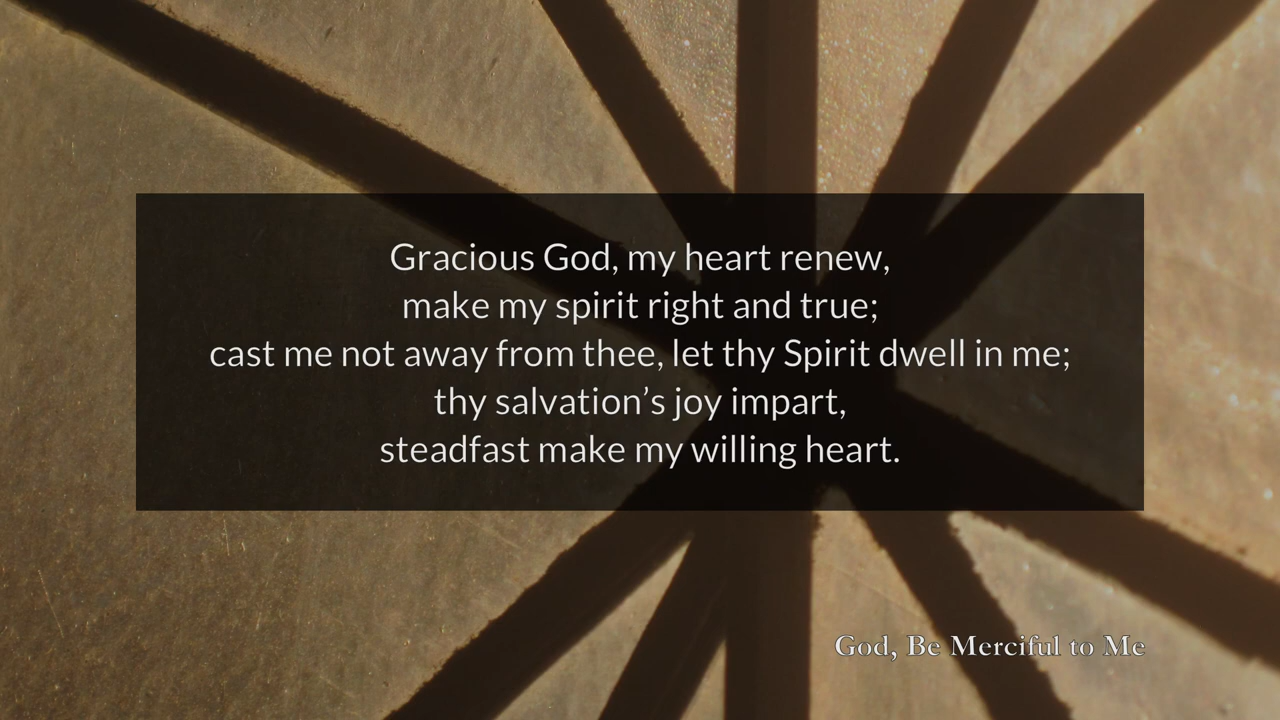 Gracious God, my heart renew,
make my spirit right and true;
cast me not away from thee, let thy Spirit dwell in me;
thy salvation’s joy impart,
steadfast make my willing heart.
God, Be Merciful to Me